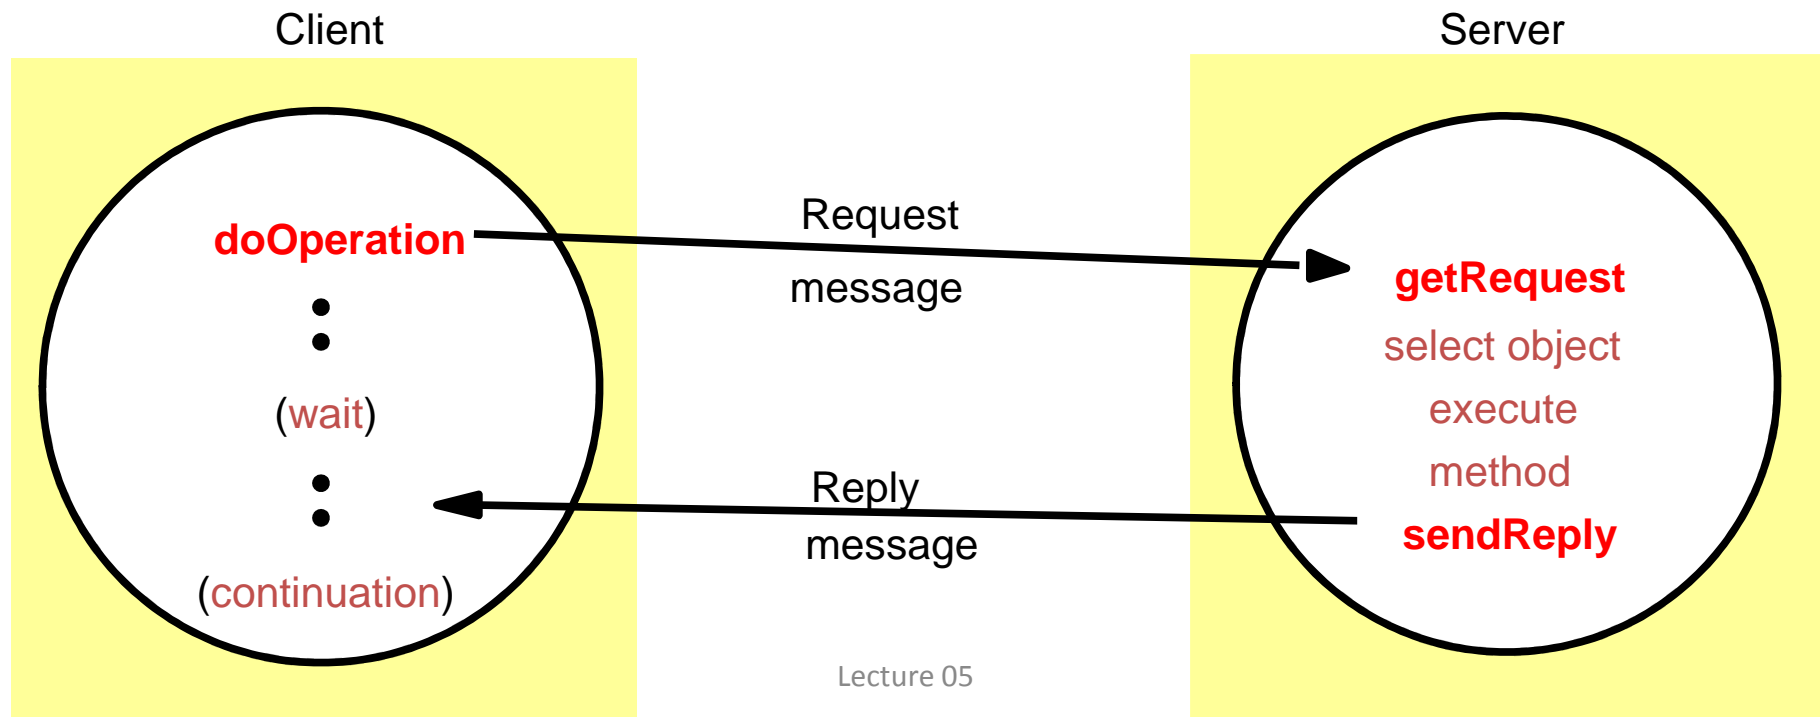 Client
Server
doOperation
(wait)
(continuation)
Request
message
Reply
message
getRequest
select object
execute
method
sendReply
Lecture 05